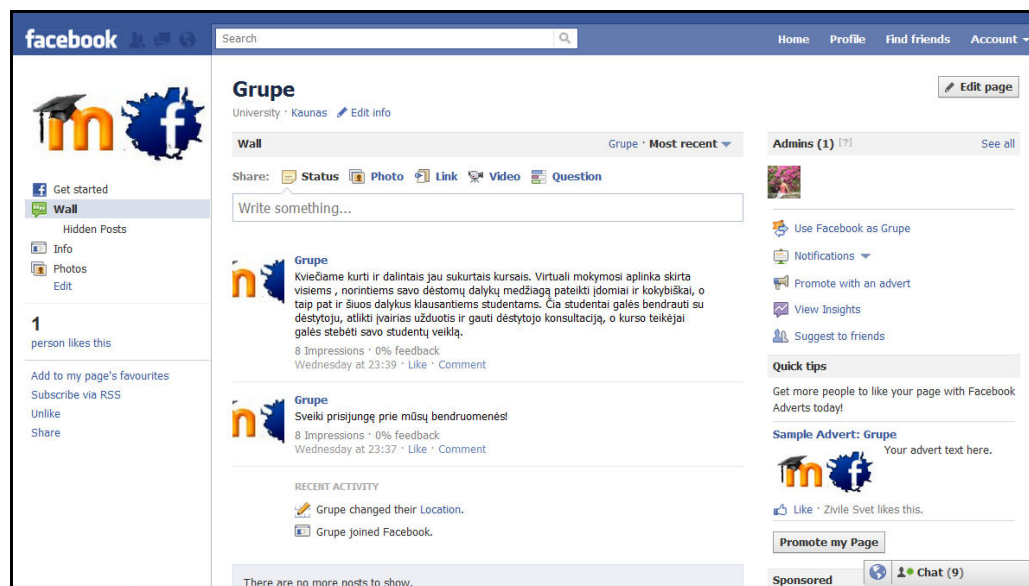 facebook
Search
Home Profile Find friends Account
Grupe
University · Kaunas Edit info
Edit page
Get started
Wall
Hidden Posts
Info
Photos
Edit
1
person likes this
Add to my page's favourites
Subscribe via RSS
Unlike
Share
Wall
Grupe · Most recent
Share: Status Photo Link Video Question
Write something...
Grupe
Kviečiame kurti ir dalintais jau sukurtais kursais. Virtuali mokymosi aplinka skirta
visiems , norintiems savo dėstomų dalykų medžiagą pateikti įdomiai ir kokybiškai, o
taip pat ir šiuos dalykus klausantiems studentams. Čia studentai galės bendrauti su
dėstytoju, atlikti įvairias užduotis ir gauti dėstytojo konsultaciją, o kurso teikėjai
galės stebėti savo studentų veiklą.
8 Impressions · 0% feedback
Wednesday at 23:39 · Like · Comment
Grupe
Sveiki prisijungę prie mūsų bendruomenės!
8 Impressions · 0% feedback
Wednesday at 23:37 · Like · Comment
RECENT ACTIVITY
Grupe changed their Location.
Grupe joined Facebook.
There are no more posts to show.
Admins (1) [?]
See all
Use Facebook as Grupe
Notifications
Promote with an advert
View Insights
Suggest to friends
Quick tips
Get more people to like your page with Facebook
Adverts today!
Sample Advert: Grupe
Your advert text here.
Like · Zivile Svet likes this.
Promote my Page
Sponsored
Chat (9)